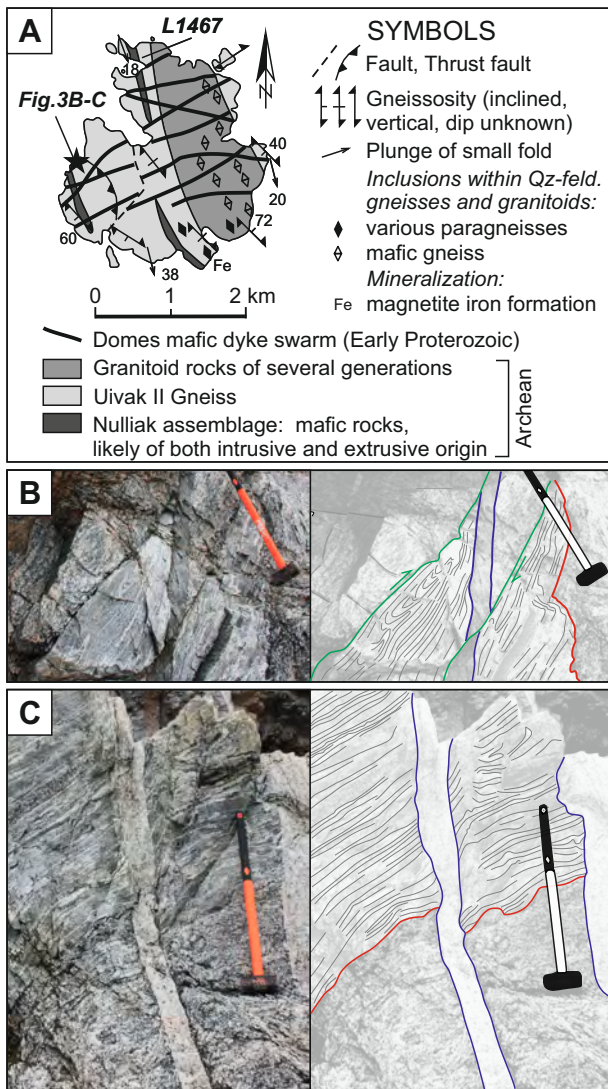 A
L1467
18
Fig.3B-C
N
40
20
72
60
38
Fe
0 1 2 km
SYMBOLS
Fault, Thrust fault
Gneissosity (inclined,
vertical, dip unknown)
Plunge of small fold
Inclusions within Qz-feld.
gneisses and granitoids:
various paragneisses
mafic gneiss
Mineralization:
Fe magnetite iron formation
Domes mafic dyke swarm (Early Proterozoic)
Granitoid rocks of several generations
Uivak II Gneiss
Nulliak assemblage: mafic rocks,
likely of both intrusive and extrusive origin
Archean
B
C